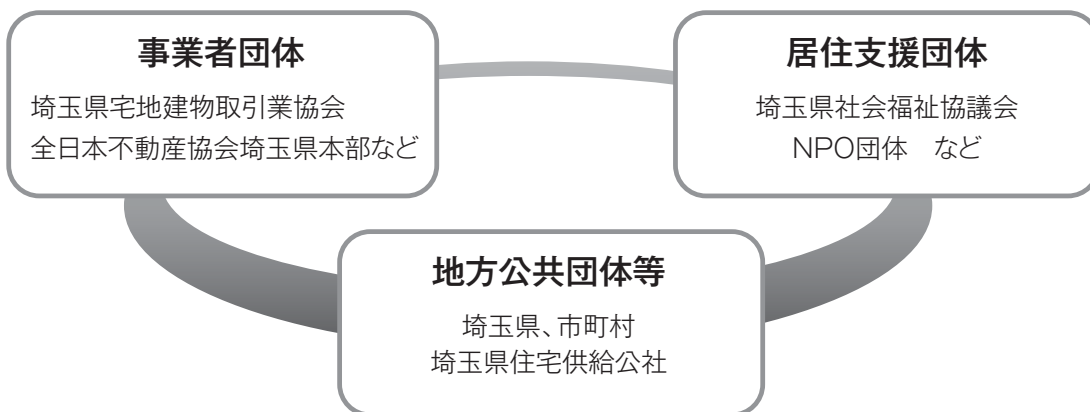 事業者団体
埼玉県宅地建物取引業協会
全日本不動産協会埼玉県本部など
居住支援団体
埼玉県社会福祉協議会
NPO団体　など
地方公共団体等
埼玉県、市町村
埼玉県住宅供給公社